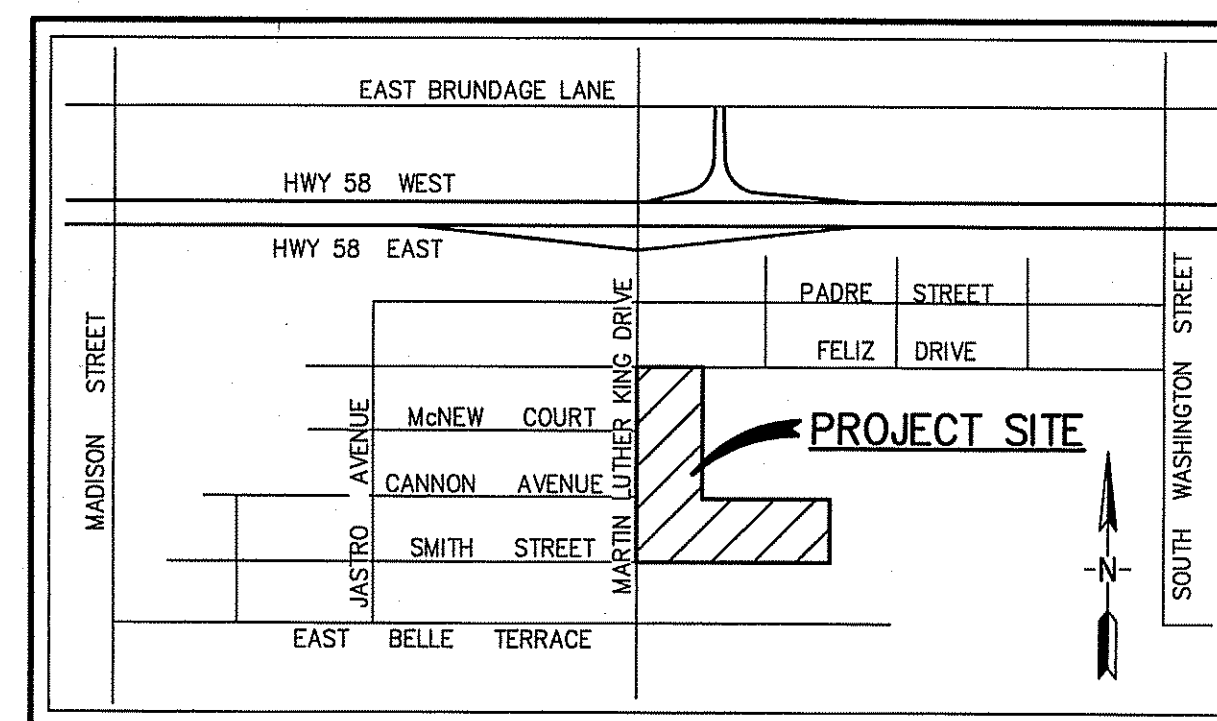 EAST BRUNDAGE LANE
HWY 58 WEST
HWY 58 EAST
PADRE STREET
FELIZ DRIVE
MADISON STREET
JASTRO AVENUE
McNEW COURT
CANNON AVENUE
SMITH STREET
MARTIN LUTHER KING DRIVE
PROJECT SITE
SOUTH WASHINGTON STREET
-N-
EAST BELLE TERRACE